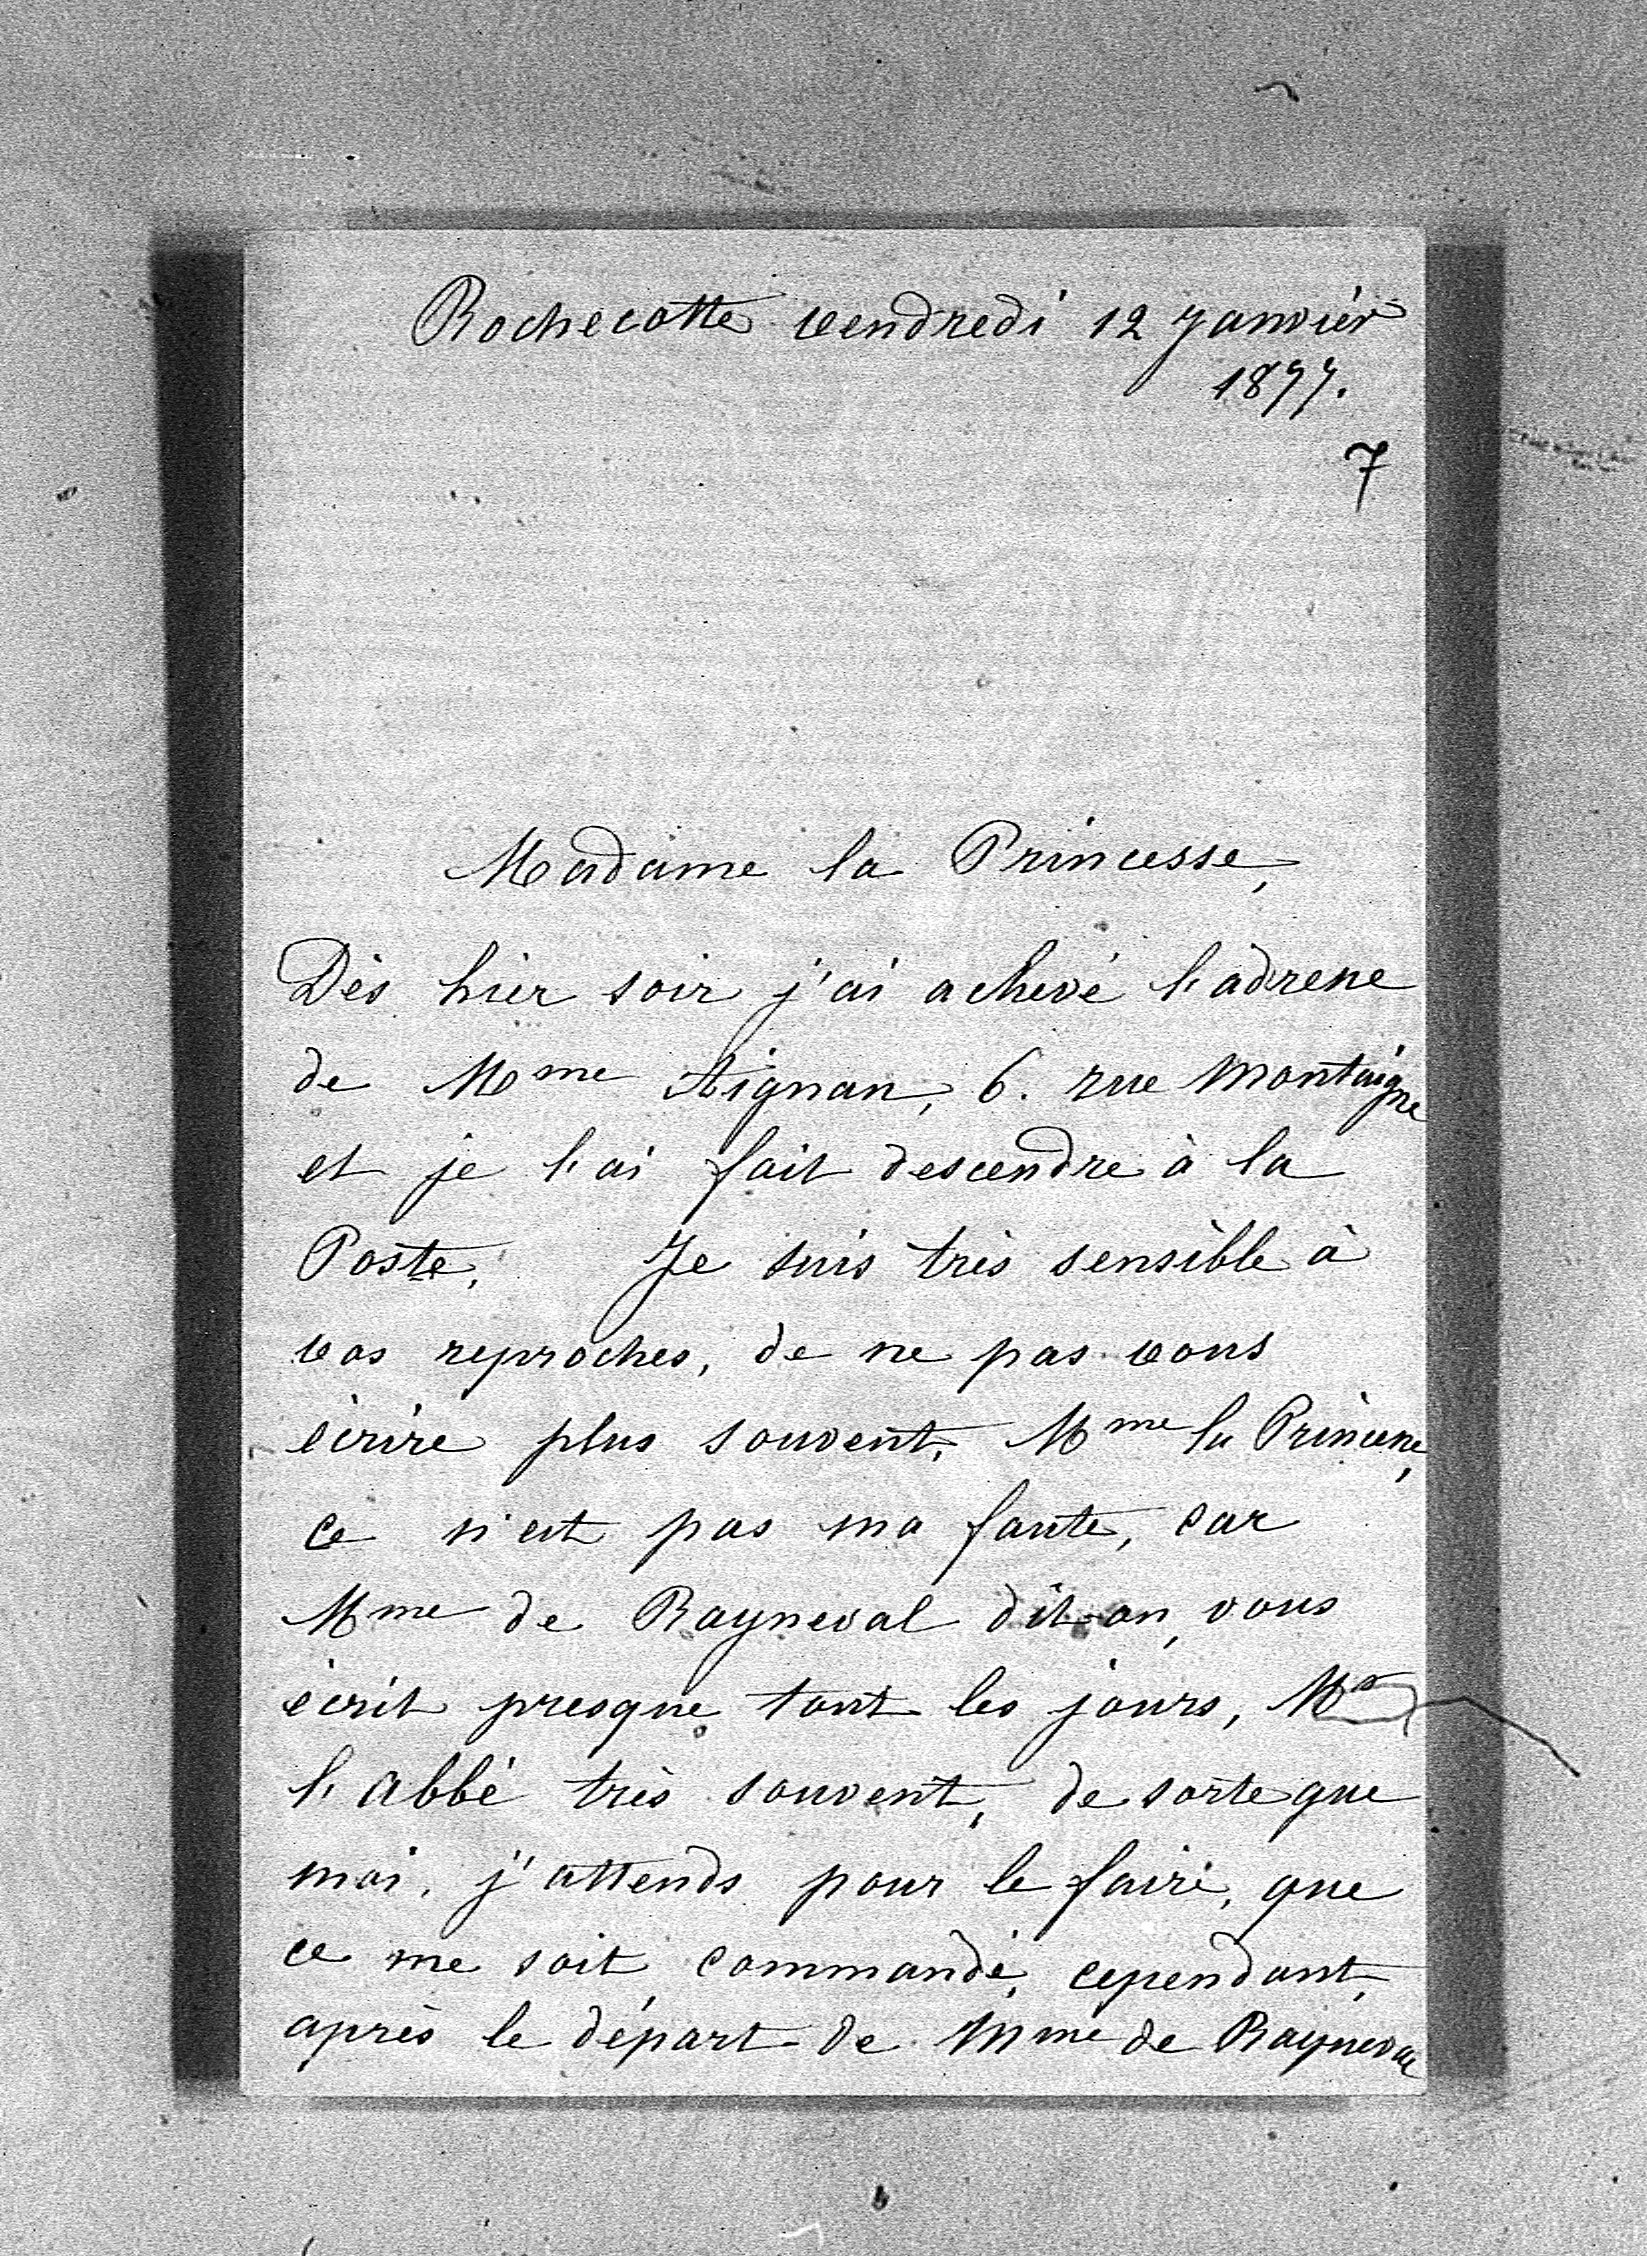 Rochecotte vendredi 12 Janvier
1877.
7
Madame la Princesse,
Dès hier soir j'ai achevé l'adresse
de Mme Aignan, 6. rue Montaigne
et je l'ai fait descendre à la
Poste. Je suis très sensible à
vos reproches, de ne pas vous
écrire plus souvent, Mme la Princesse,
ce n'est pas ma faute, car
Mme de Rayneval dit-on, vous
écrit presque tout les jours, Mr
l'abbé très souvent, de sorte que
moi, j'attends pour le faire, que
ce me soit commandé, cependant,
après le départ de Mme de Rayneval